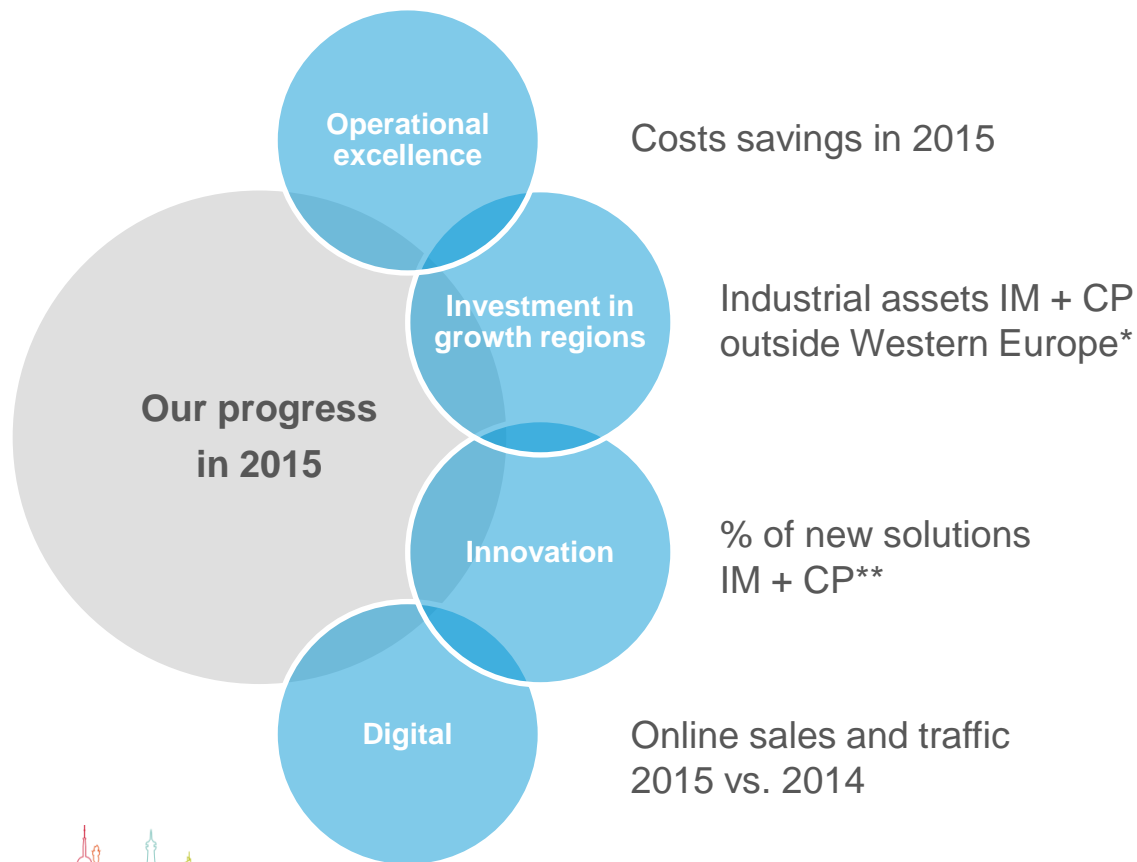 Operational
excellence
Costs savings in 2015
Investment in
growth regions
Industrial assets IM + CP
outside Western Europe*
Our progress
in 2015
Innovation
% of new solutions
IM + CP**
Digital
Online sales and traffic
2015 vs. 2014